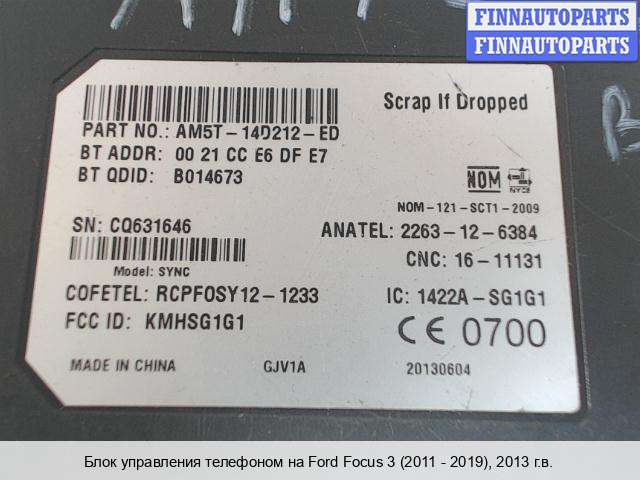 FINNAUTOPARTS
FINNAUTOPARTS
Scrap If Dropped
PART NO.: AM5T-14D212-ED
BT ADDR: 00 21 CC E6 DF E7
BT QDID: B014673
NOM
NYCE
NOM-121-SCT1-2009
SN: CQ631646
ANATEL: 2263-12-6384
CNC: 16-11131
Model: SYNC
COFETEL: RCPFOSY12-1233
IC: 1422A-SG1G1
FCC ID: KMHSG1G1
CE 0700
MADE IN CHINA
GJV1A
20130604
Блок управления телефоном на Ford Focus 3 (2011 - 2019), 2013 г.в.